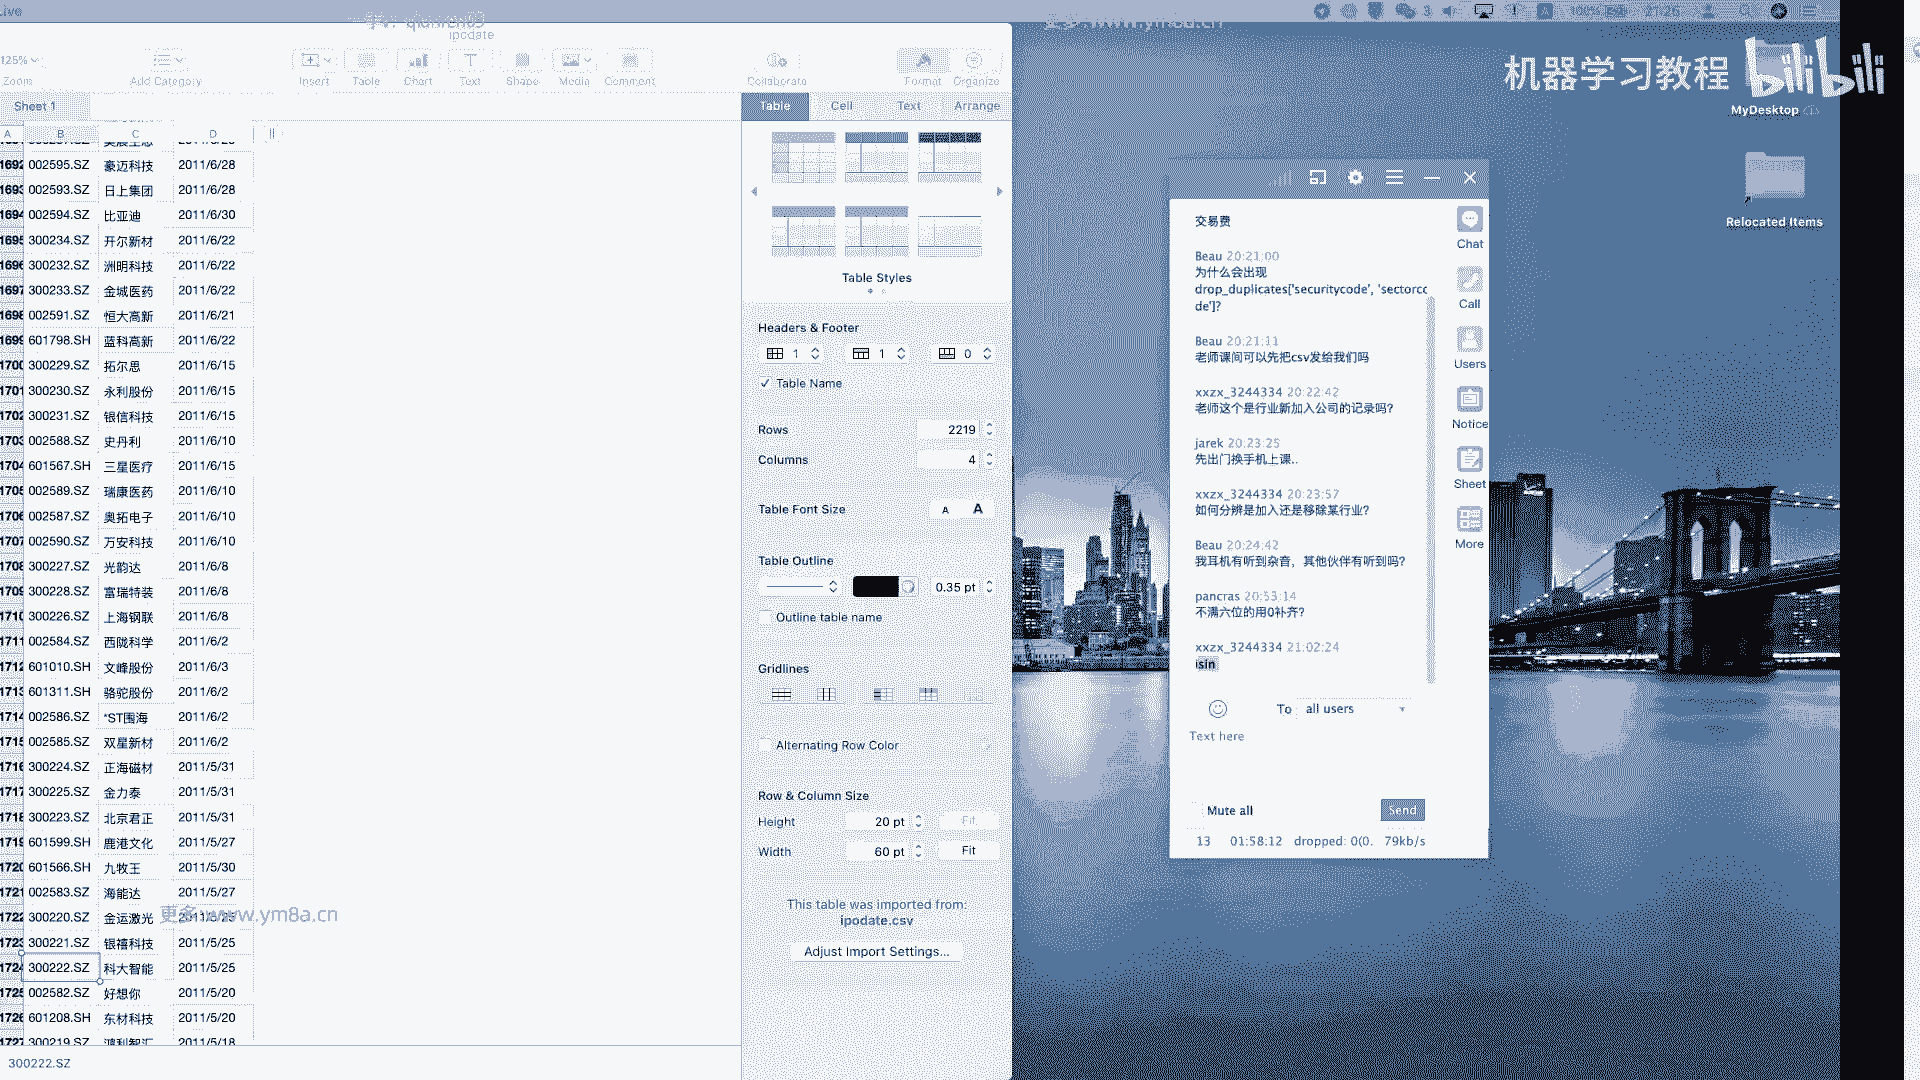 Live
ipodate
100%
21:26
125%
Zoom
Add Category
Insert
Table
Chart
Text
Shape
Media
Comment
Collaborate
Format
Organize
Sheet 1
A B C D
1692 002595.SZ 豪迈科技 2011/6/28
1693 002593.SZ 日上集团 2011/6/28
1694 002594.SZ 比亚迪 2011/6/30
1695 300234.SZ 开尔新材 2011/6/22
1696 300232.SZ 洲明科技 2011/6/22
1697 300233.SZ 金城医药 2011/6/22
1698 002591.SZ 恒大高新 2011/6/21
1699 601798.SH 蓝科高新 2011/6/22
1700 300229.SZ 拓尔思 2011/6/15
1701 300230.SZ 永利股份 2011/6/15
1702 300231.SZ 银信科技 2011/6/15
1703 002588.SZ 史丹利 2011/6/10
1704 601567.SH 三星医疗 2011/6/15
1705 002589.SZ 瑞康医药 2011/6/10
1706 002587.SZ 奥拓电子 2011/6/10
1707 002590.SZ 万安科技 2011/6/10
1708 300227.SZ 光韵达 2011/6/8
1709 300228.SZ 富瑞特装 2011/6/8
1710 300226.SZ 上海钢联 2011/6/8
1711 002584.SZ 西陇科学 2011/6/2
1712 601010.SH 文峰股份 2011/6/3
1713 601311.SH 骆驼股份 2011/6/2
1714 002586.SZ *ST围海 2011/6/2
1715 002585.SZ 双星新材 2011/6/2
1716 300224.SZ 正海磁材 2011/5/31
1717 300225.SZ 金力泰 2011/5/31
1718 300223.SZ 北京君正 2011/5/31
1719 601599.SH 鹿港文化 2011/5/27
1720 601566.SH 九牧王 2011/5/30
1721 002583.SZ 海能达 2011/5/27
1722 300220.SZ 金运激光 2011/5/25
1723 300221.SZ 银禧科技 2011/5/25
1724 300222.SZ 科大智能 2011/5/25
1725 002582.SZ 好想你 2011/5/20
1726 601208.SH 东材科技 2011/5/20
1727 300219.SZ 鸿利智汇 2011/5/18
300222.SZ
更多:www.ym8a.cn
Table Cell Text Arrange
Table Styles
Headers & Footer
1 1 0
Table Name
Rows 2219
Columns 4
Table Font Size A A
Table Outline
0.35 pt
Outline table name
Gridlines
Alternating Row Color
Row & Column Size
Height 20 pt Fit
Width 60 pt Fit
This table was imported from:
ipodate.csv
Adjust Import Settings...
机器学习教程 bilibili
MyDesktop
Relocated Items
交易费
Beau 20:21:00
为什么会出现
drop_duplicates['securitycode', 'sectorcc
de']?
Beau 20:21:11
老师课间可以先把csv发给我们吗
xxzx_3244334 20:22:42
老师这个是行业新加入公司的记录吗?
jarek 20:23:25
先出门换手机上课..
xxzx_3244334 20:23:57
如何分辨是加入还是移除某行业?
Beau 20:24:42
我耳机有听到杂音，其他伙伴有听到吗?
pancras 20:53:14
不满六位的用0补齐?
xxzx_3244334 21:02:24
isin
To all users
Text here
Mute all
Send
13 01:58:12 dropped: 0(0. 79kb/s
Chat
Call
Users
Notice
Sheet
More